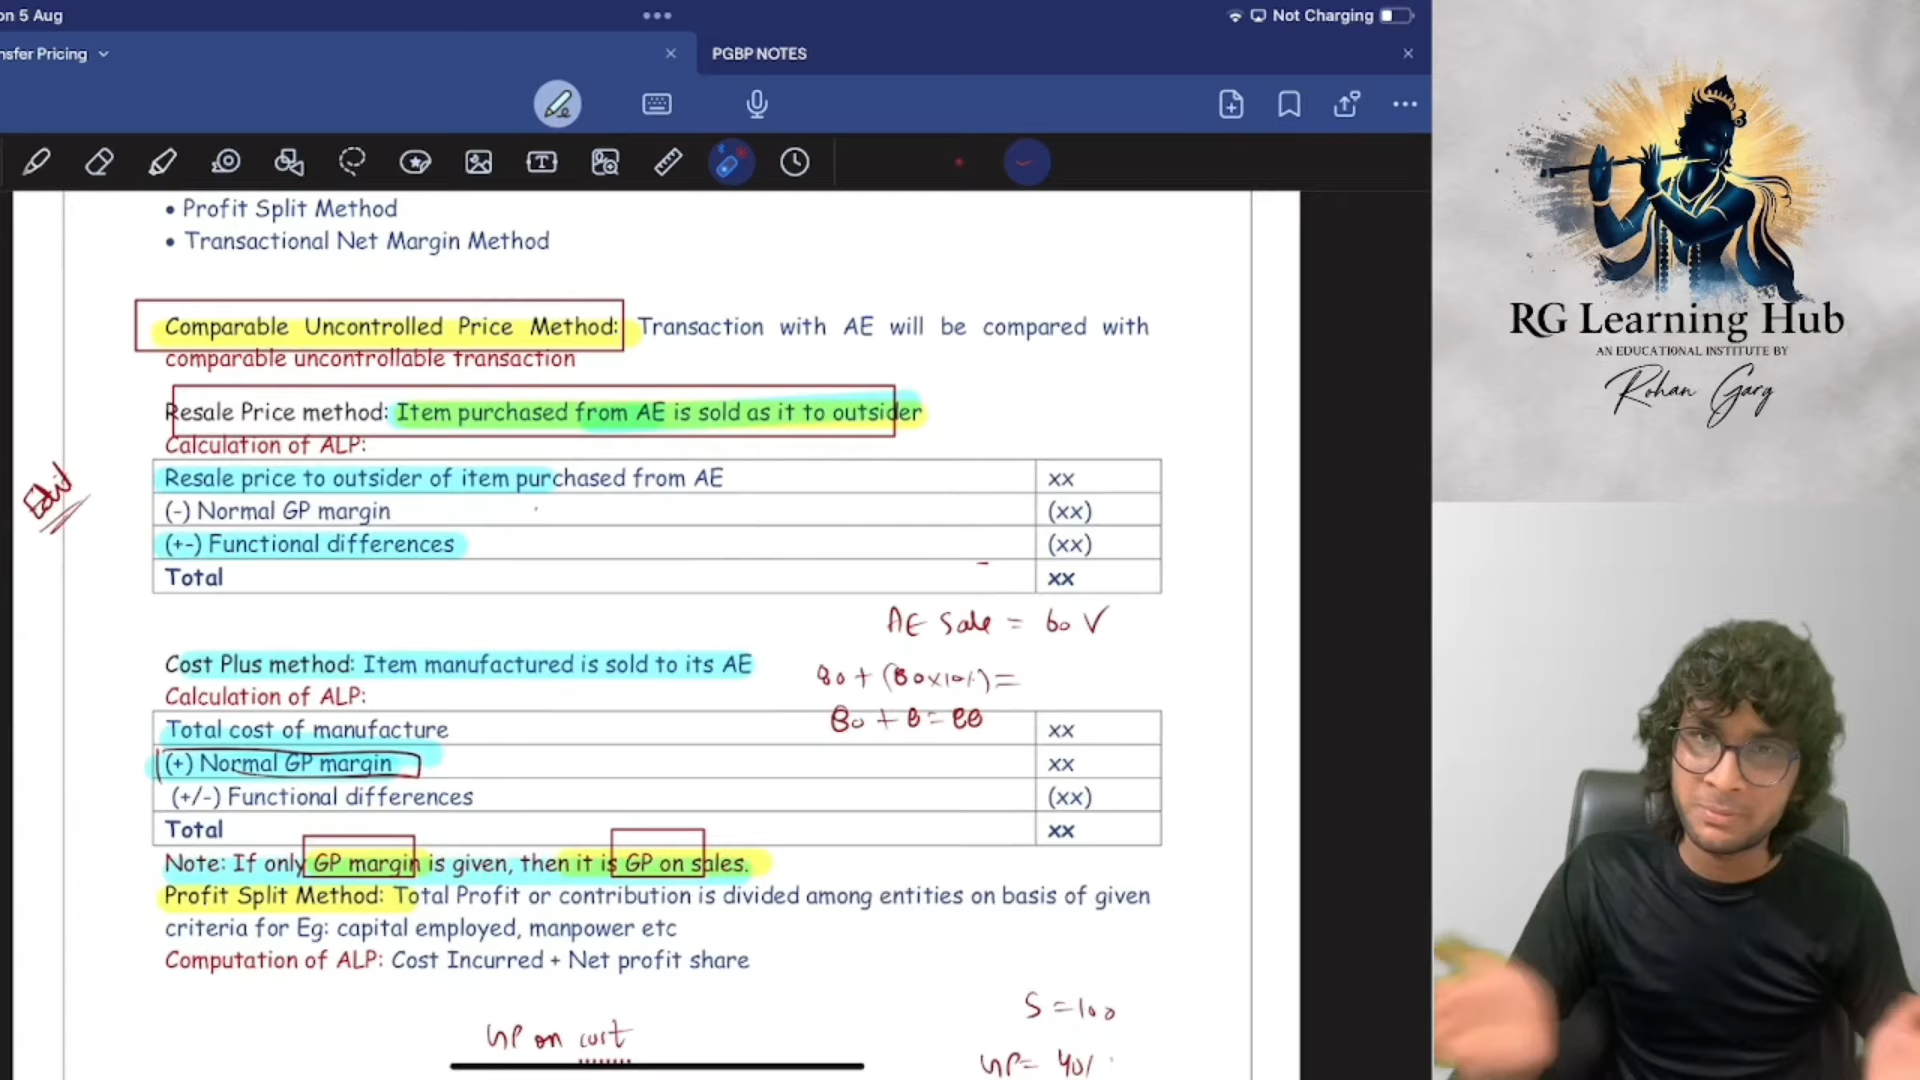 on 5 Aug
Not Charging
nsfer Pricing
PGBP NOTES
• Profit Split Method
• Transactional Net Margin Method
Comparable Uncontrolled Price Method: Transaction with AE will be compared with
comparable uncontrollable transaction
Resale Price method: Item purchased from AE is sold as it to outsider
Calculation of ALP:
Resale price to outsider of item purchased from AE xx
(-) Normal GP margin (xx)
(+-) Functional differences (xx)
Total xx
AE Sale = 60 √
Cost Plus method: Item manufactured is sold to its AE
80 + (80x10%) =
Calculation of ALP:
80 + 8 = 88
Total cost of manufacture xx
(+) Normal GP margin xx
(+/-) Functional differences (xx)
Total xx
Note: If only GP margin is given, then it is GP on sales.
Profit Split Method: Total Profit or contribution is divided among entities on basis of given
criteria for Eg: capital employed, manpower etc
Computation of ALP: Cost Incurred + Net profit share
S = 100
GP on cost
GP = 40%
RG Learning Hub
AN EDUCATIONAL INSTITUTE BY
Rohan Garg